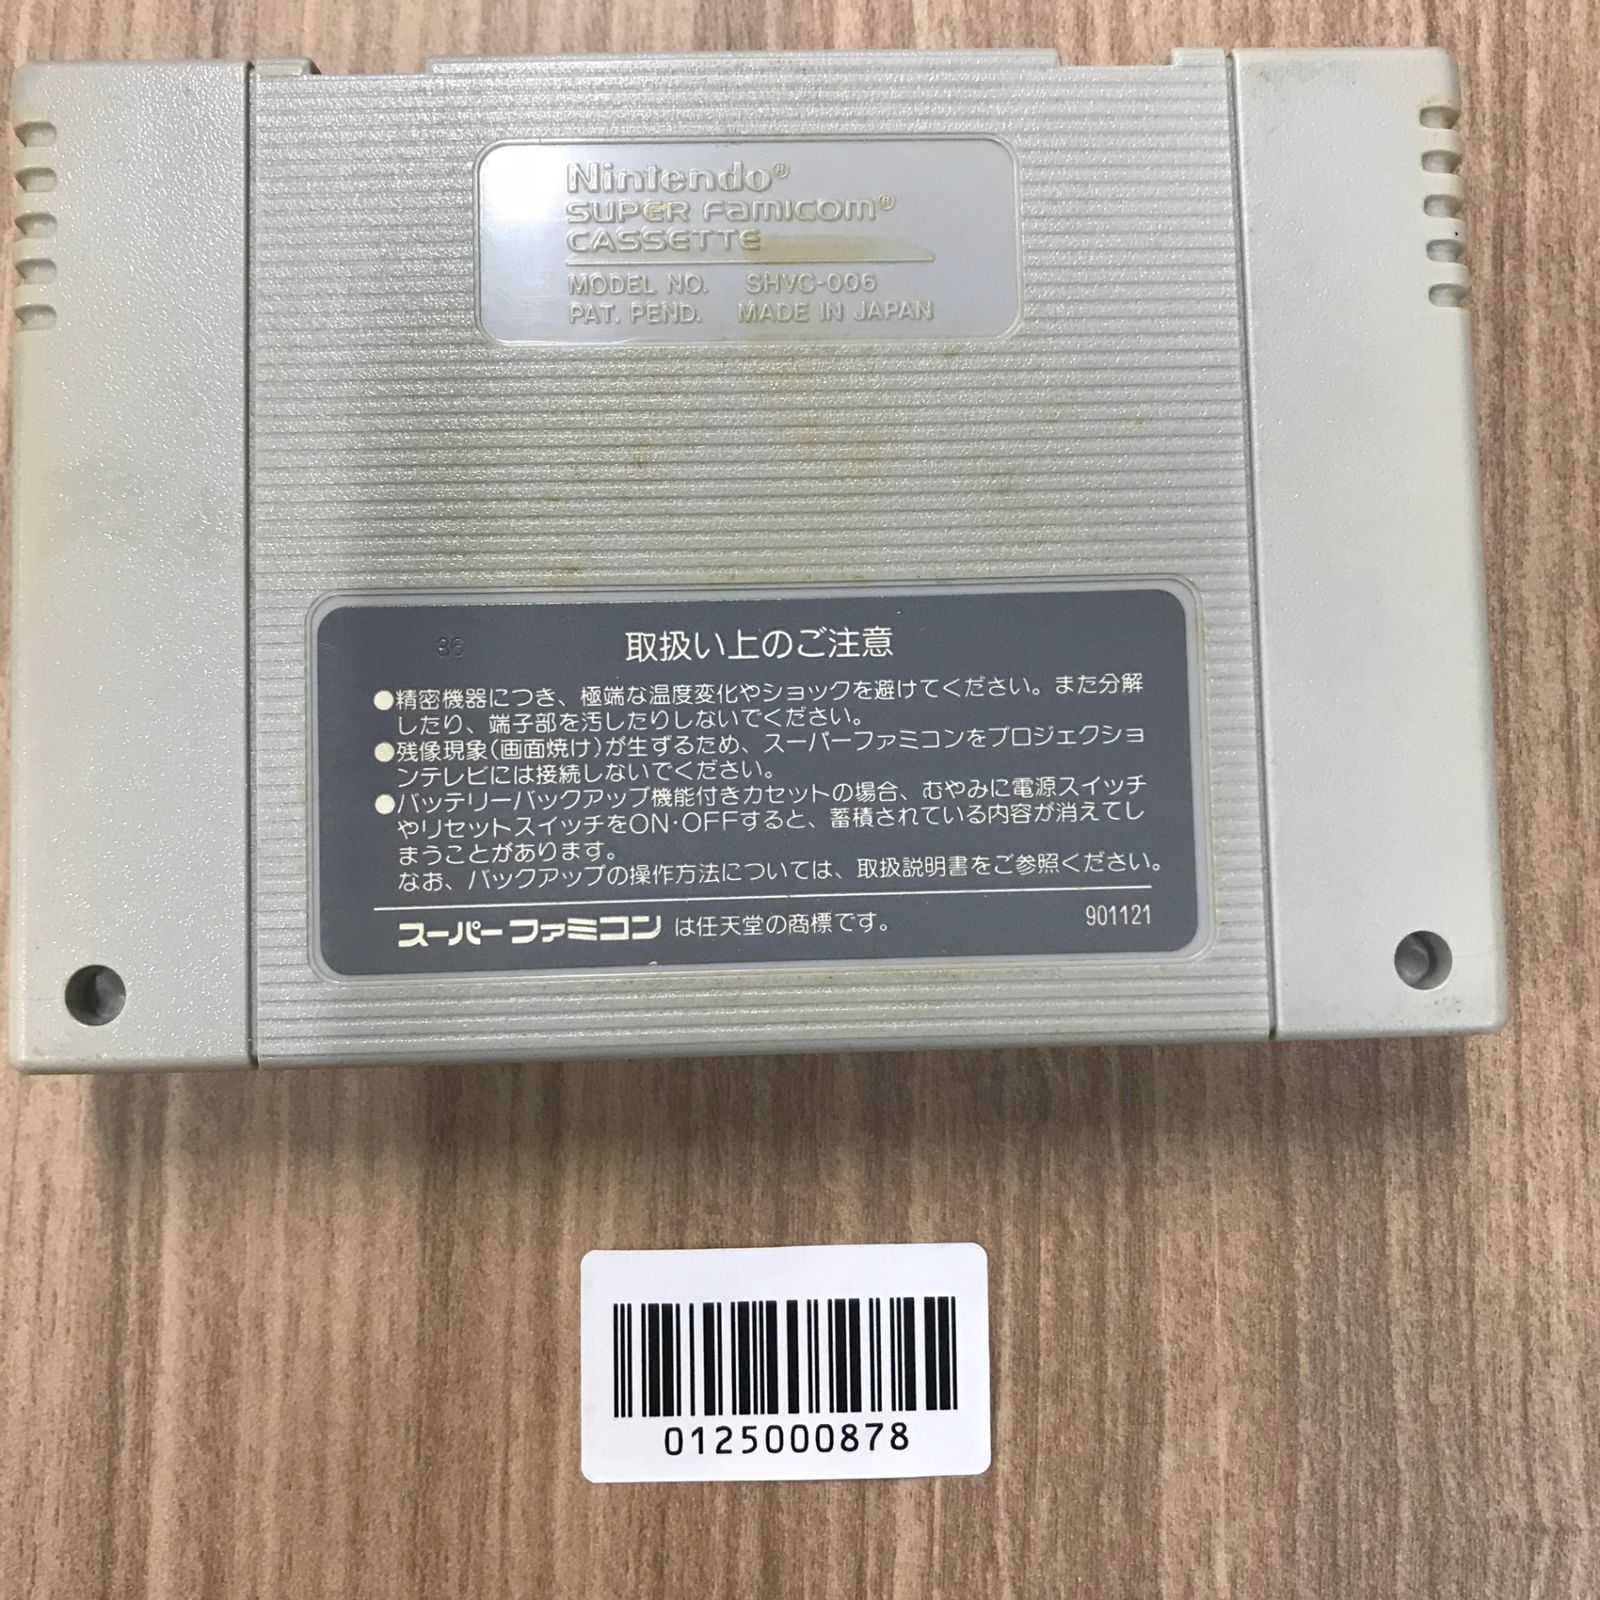 Nintendo®
SUPER Famicom®
CASSETTE
MODEL NO. SHVC-006
PAT. PEND. MADE IN JAPAN
36
取扱い上のご注意
●精密機器につき、極端な温度変化やショックを避けてください。また分解
したり、端子部を汚したりしないでください。
●残像現象(画面焼け)が生ずるため、スーパーファミコンをプロジェクショ
ンテレビには接続しないでください。
●バッテリーバックアップ機能付きカセットの場合、むやみに電源スイッチ
やリセットスイッチをON・OFFすると、蓄積されている内容が消えてし
まうことがあります。
なお、バックアップの操作方法については、取扱説明書をご参照ください。
スーパーファミコン は任天堂の商標です。 901121
0125000878